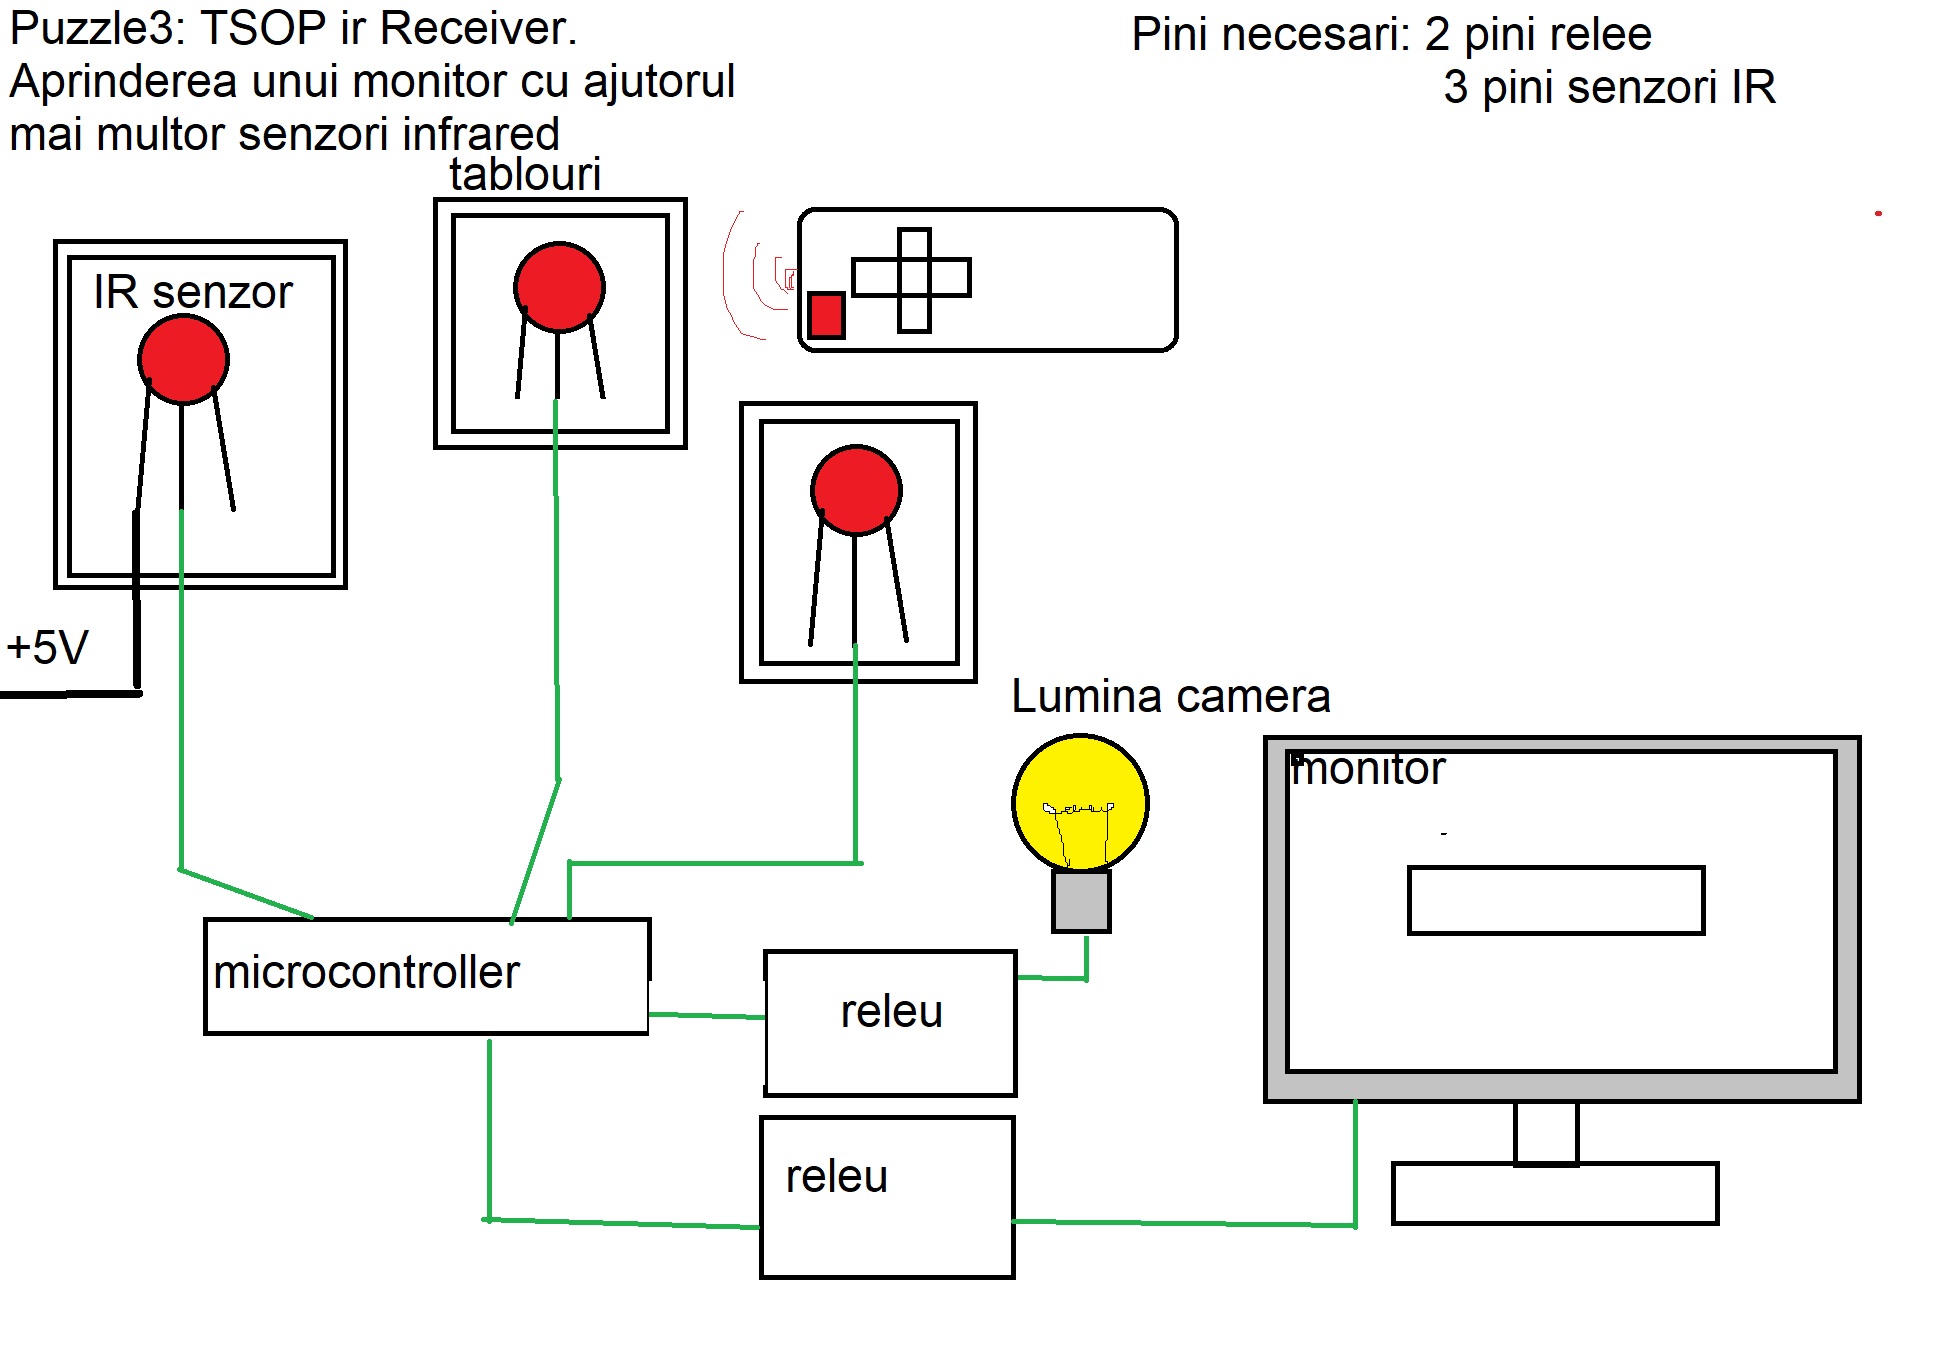 Puzzle3: TSOP ir Receiver.
Aprinderea unui monitor cu ajutorul
mai multor senzori infrared
Pini necesari: 2 pini relee
3 pini senzori IR
tablouri
IR senzor
+5V
Lumina camera
monitor
microcontroller
releu
releu